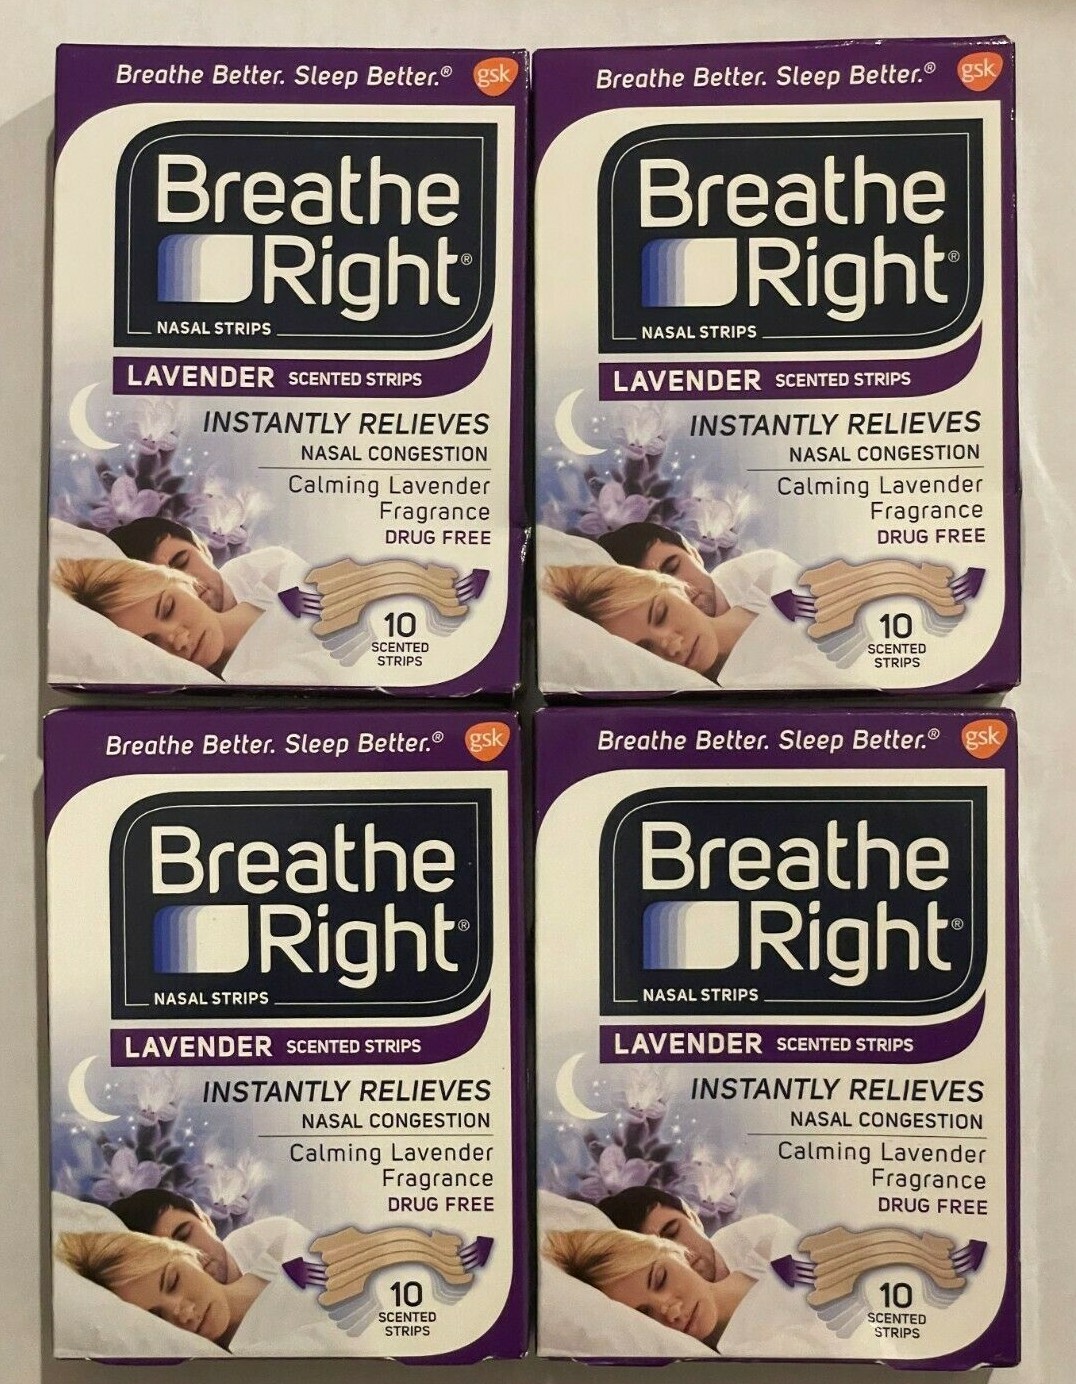 Breathe Better. Sleep Better.® gsk
Breathe
Right®
NASAL STRIPS
LAVENDER SCENTED STRIPS
INSTANTLY RELIEVES
NASAL CONGESTION
Calming Lavender
Fragrance
DRUG FREE
10
SCENTED
STRIPS
Breathe Better. Sleep Better.® gsk
Breathe
Right®
NASAL STRIPS
LAVENDER SCENTED STRIPS
INSTANTLY RELIEVES
NASAL CONGESTION
Calming Lavender
Fragrance
DRUG FREE
10
SCENTED
STRIPS
Breathe Better. Sleep Better.® gsk
Breathe
Right®
NASAL STRIPS
LAVENDER SCENTED STRIPS
INSTANTLY RELIEVES
NASAL CONGESTION
Calming Lavender
Fragrance
DRUG FREE
10
SCENTED
STRIPS
Breathe Better. Sleep Better.® gsk
Breathe
Right®
NASAL STRIPS
LAVENDER SCENTED STRIPS
INSTANTLY RELIEVES
NASAL CONGESTION
Calming Lavender
Fragrance
DRUG FREE
10
SCENTED
STRIPS